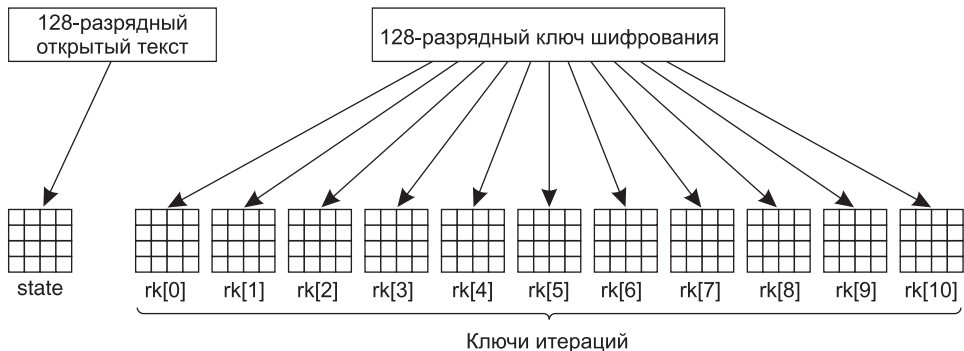 128-разрядный
открытый текст
128-разрядный ключ шифрования
state
rk[0] rk[1] rk[2] rk[3] rk[4] rk[5] rk[6] rk[7] rk[8] rk[9] rk[10]
Ключи итераций